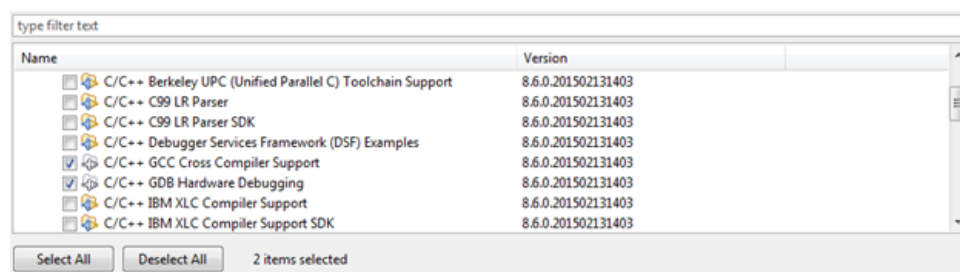 type filter text
Name Version
C/C++ Berkeley UPC (Unified Parallel C) Toolchain Support 8.6.0.201502131403
C/C++ C99 LR Parser 8.6.0.201502131403
C/C++ C99 LR Parser SDK 8.6.0.201502131403
C/C++ Debugger Services Framework (DSF) Examples 8.6.0.201502131403
C/C++ GCC Cross Compiler Support 8.6.0.201502131403
C/C++ GDB Hardware Debugging 8.6.0.201502131403
C/C++ IBM XLC Compiler Support 8.6.0.201502131403
C/C++ IBM XLC Compiler Support SDK 8.6.0.201502131403
Select All Deselect All 2 items selected